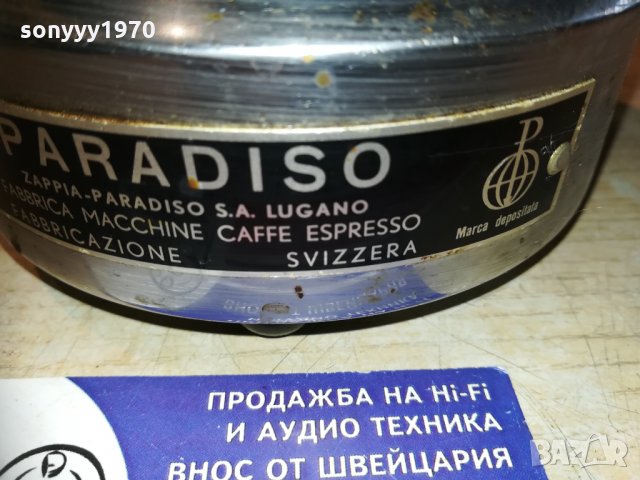 sonyyy1970
PARADISO
ZAPPIA-PARADISO S.A. LUGANO
FABBRICA MACCHINE CAFFE ESPRESSO
FABBRICAZIONE SVIZZERA
P
Marca depositata
ПРОДАЖБА НА Hi-Fi
И АУДИО ТЕХНИКА
ВНОС ОТ ШВЕЙЦАРИЯ
BAZAR